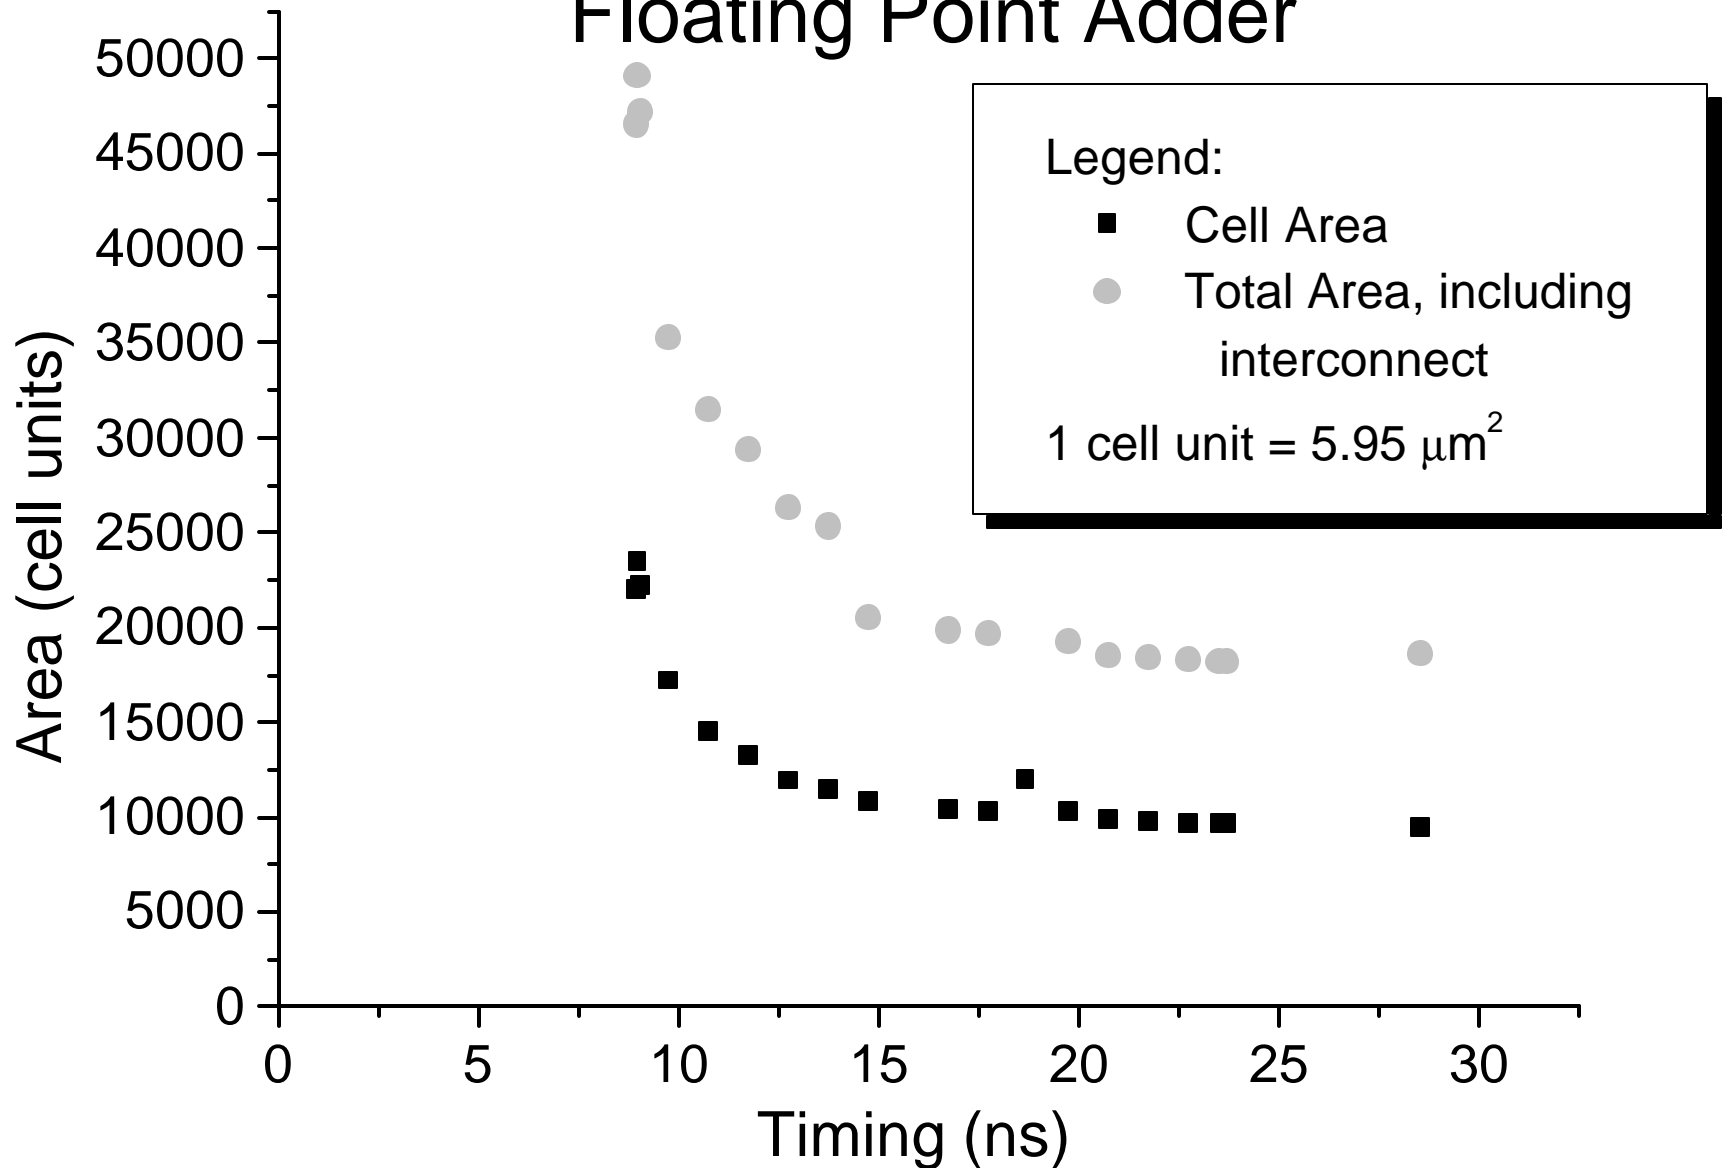 Floating Point Adder
50000
45000
40000
35000
30000
25000
20000
15000
10000
5000
0
Area (cell units)
Legend:
Cell Area
Total Area, including
interconnect
1 cell unit = 5.95 μm²
0 5 10 15 20 25 30
Timing (ns)